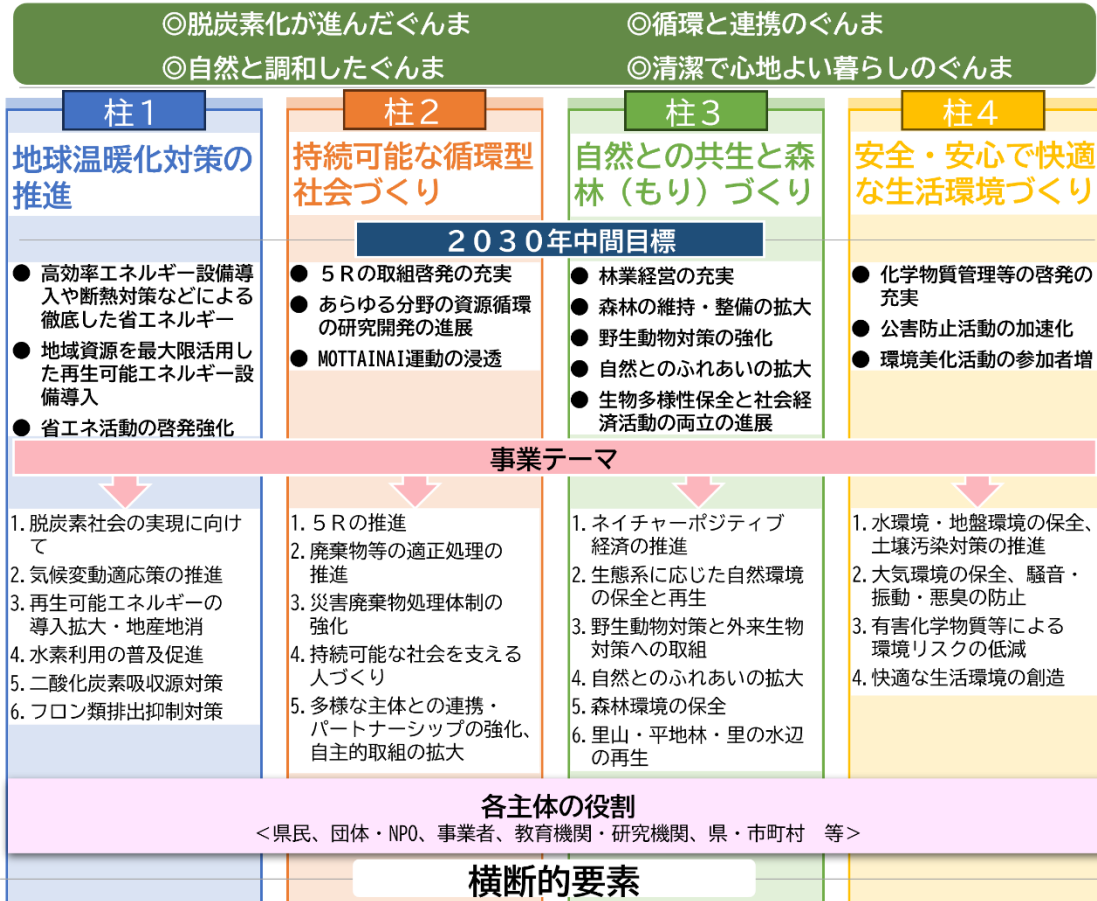 ◎脱炭素化が進んだぐんま
◎循環と連携のぐんま
◎自然と調和したぐんま
◎清潔で心地よい暮らしのぐんま
柱1
地球温暖化対策の
推進
柱2
持続可能な循環型
社会づくり
柱3
自然との共生と森
林（もり）づくり
柱4
安全・安心で快適
な生活環境づくり
２０３０年中間目標
● 高効率エネルギー設備導
入や断熱対策などによる
徹底した省エネルギー
● 地域資源を最大限活用し
た再生可能エネルギー設
備導入
● 省エネ活動の啓発強化
● ５Rの取組啓発の充実
● あらゆる分野の資源循環
の研究開発の進展
● MOTTAINAI運動の浸透
● 林業経営の充実
● 森林の維持・整備の拡大
● 野生動物対策の強化
● 自然とのふれあいの拡大
● 生物多様性保全と社会経
済活動の両立の進展
● 化学物質管理等の啓発の
充実
● 公害防止活動の加速化
● 環境美化活動の参加者増
事業テーマ
1. 脱炭素社会の実現に向け
て
2. 気候変動適応策の推進
3. 再生可能エネルギーの
導入拡大・地産地消
4. 水素利用の普及促進
5. 二酸化炭素吸収源対策
6. フロン類排出抑制対策
1. ５Rの推進
2. 廃棄物等の適正処理の
推進
3. 災害廃棄物処理体制の
強化
4. 持続可能な社会を支える
人づくり
5. 多様な主体との連携・
パートナーシップの強化、
自主的取組の拡大
1. ネイチャーポジティブ
経済の推進
2. 生態系に応じた自然環境
の保全と再生
3. 野生動物対策と外来生物
対策への取組
4. 自然とのふれあいの拡大
5. 森林環境の保全
6. 里山・平地林・里の水辺
の再生
1. 水環境・地盤環境の保全、
土壌汚染対策の推進
2. 大気環境の保全、騒音・
振動・悪臭の防止
3. 有害化学物質等による
環境リスクの低減
4. 快適な生活環境の創造
各主体の役割
＜県民、団体・NPO、事業者、教育機関・研究機関、県・市町村　等＞
横断的要素